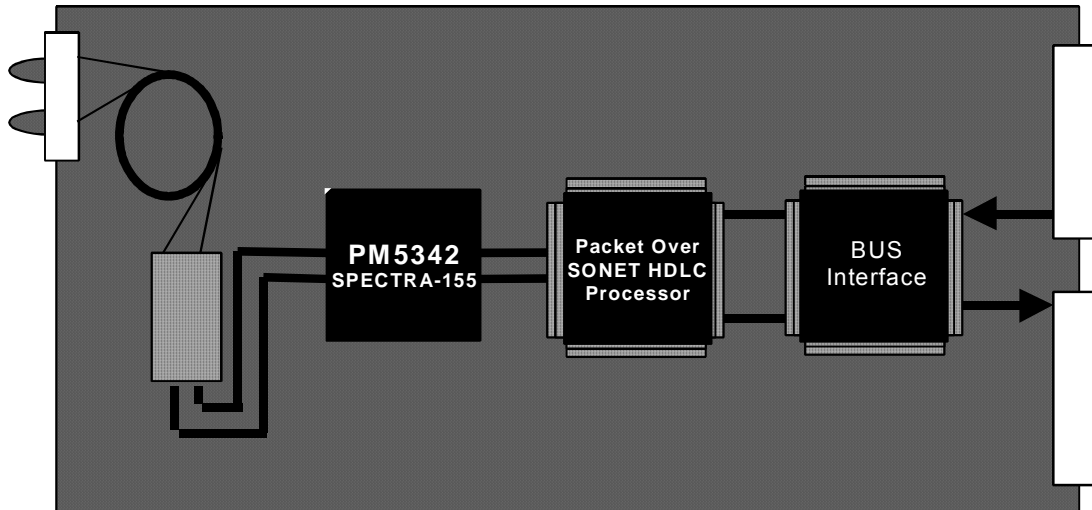 PM5342
SPECTRA-155
Packet Over
SONET HDLC
Processor
BUS
Interface